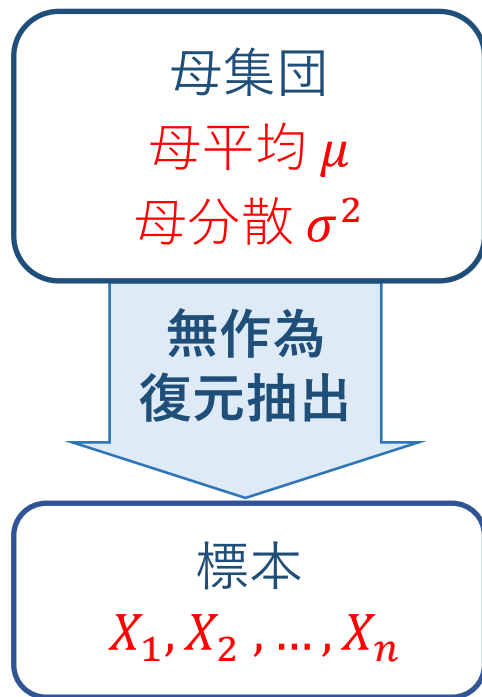 母集団
母平均 μ
母分散 σ²
無作為
復元抽出
標本
X₁, X₂ , … , Xₙ